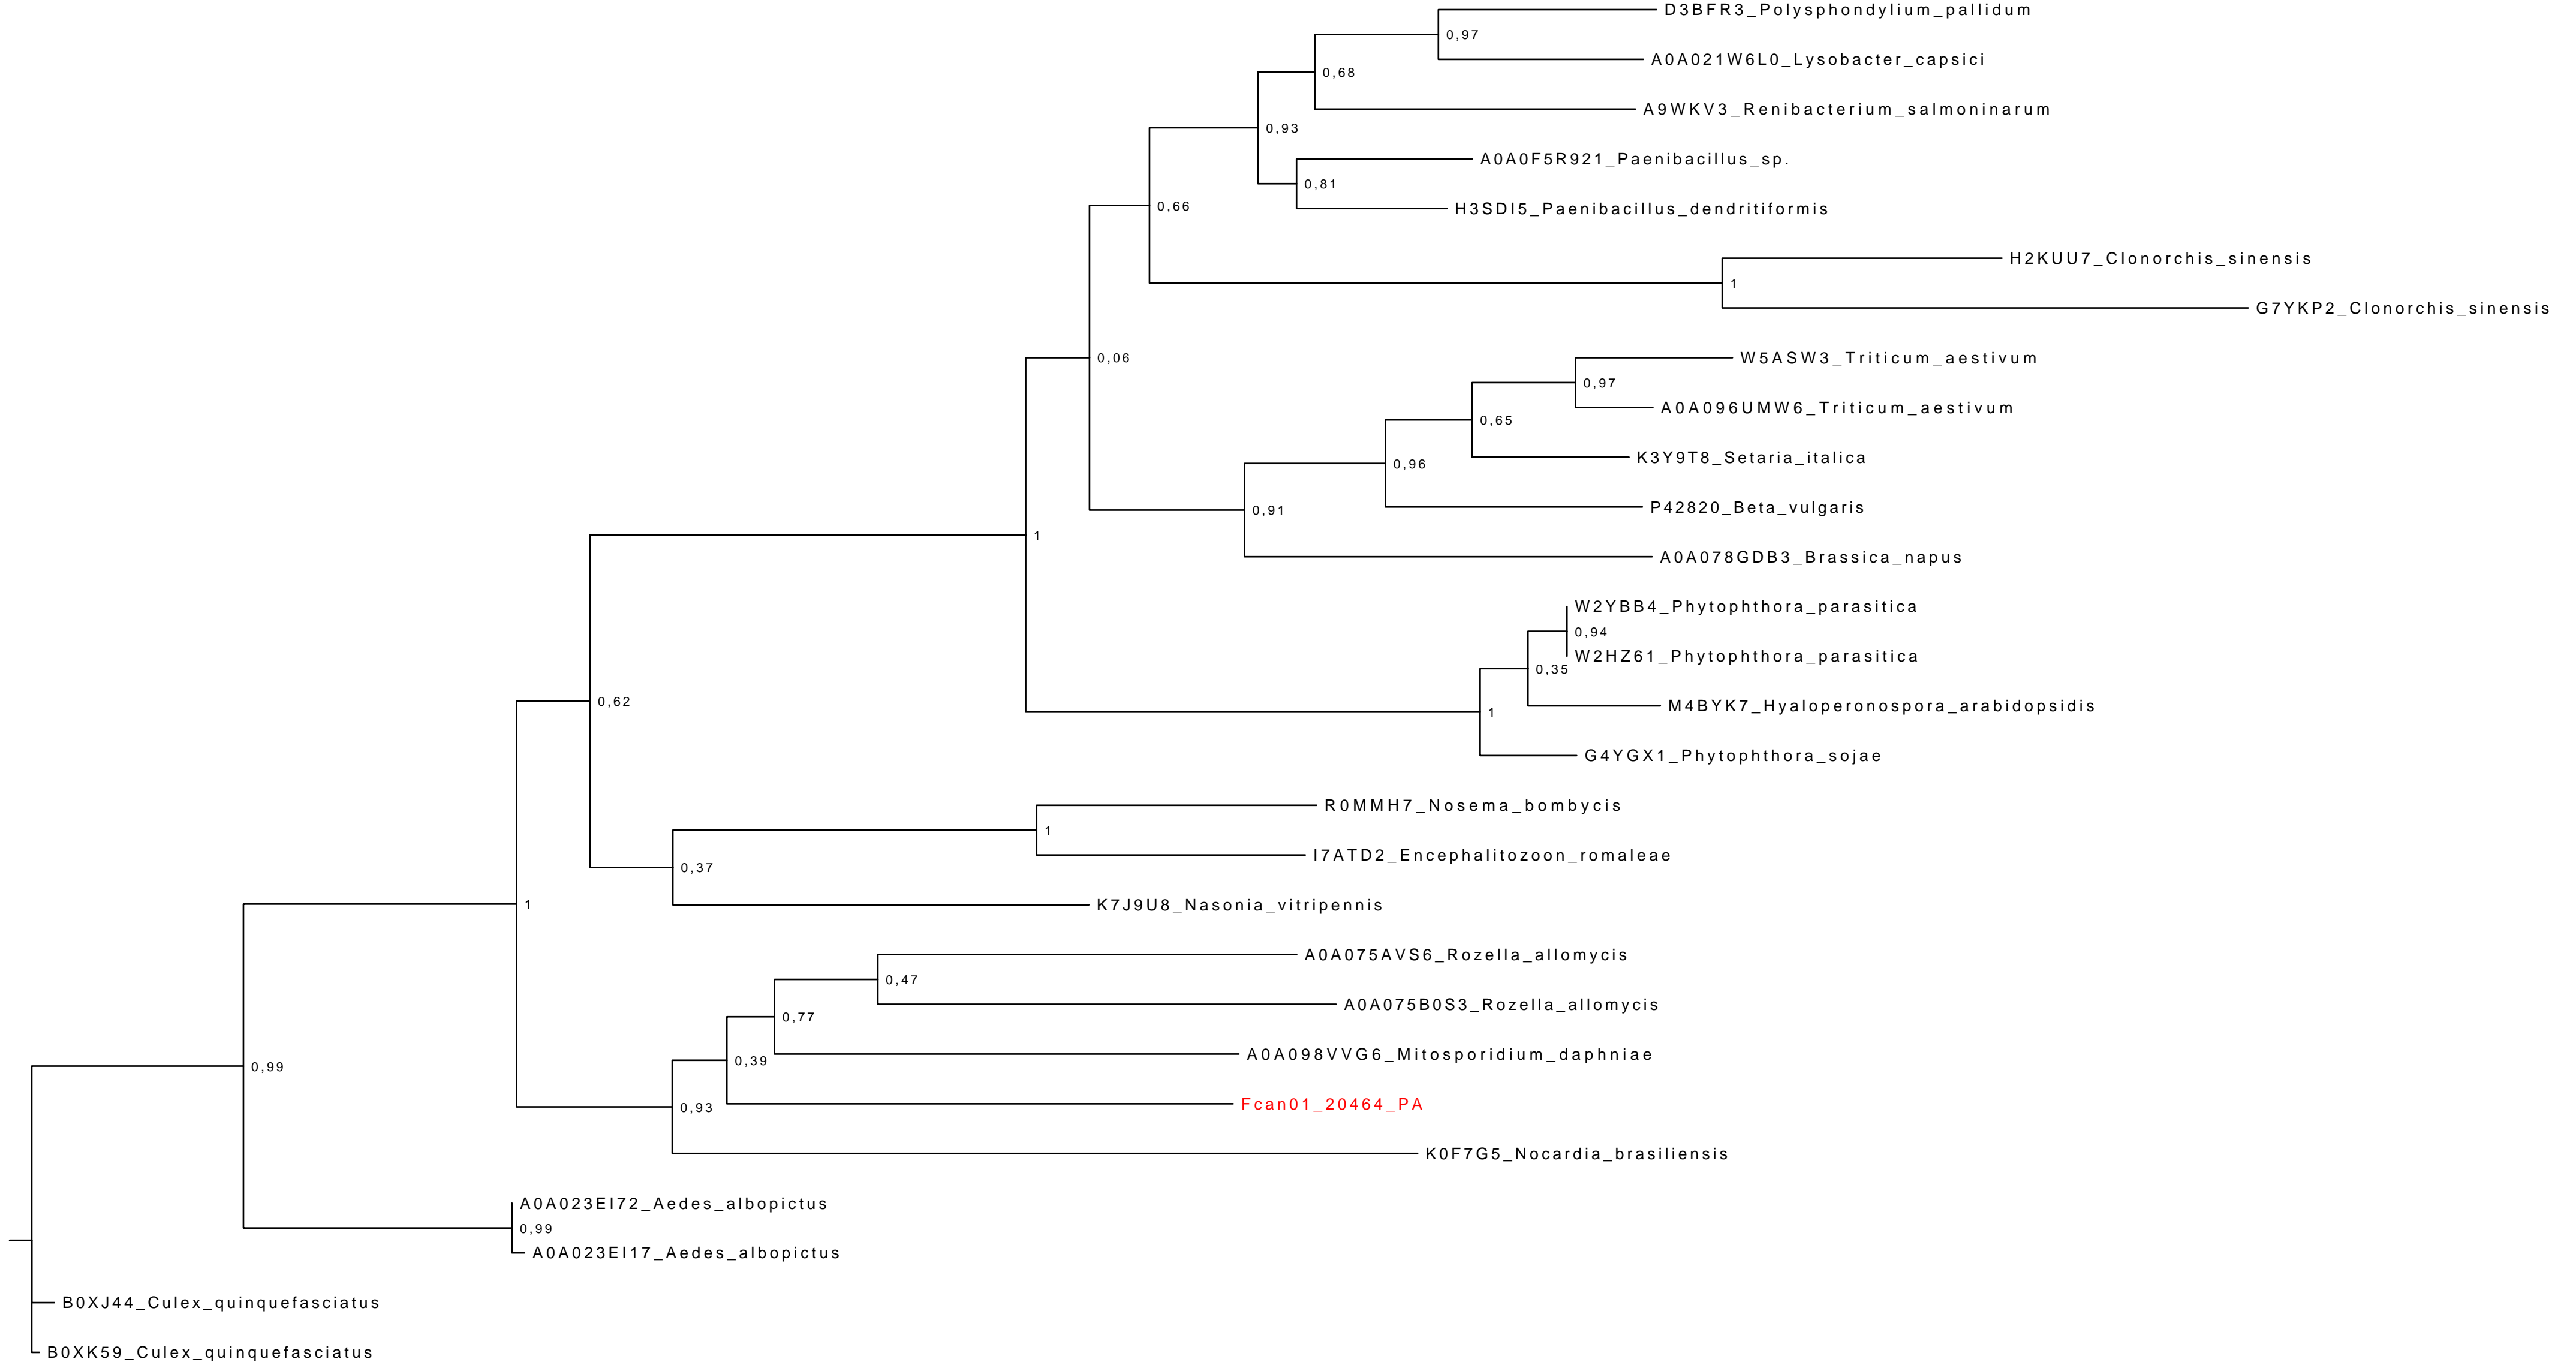 D3BFR3_Polysphondylium_pallidum
0,97
A0A021W6L0_Lysobacter_capsici
0,68
A9WKV3_Renibacterium_salmoninarum
0,93
A0A0F5R921_Paenibacillus_sp.
0,81
0,66
H3SDI5_Paenibacillus_dendritiformis
H2KUU7_Clonorchis_sinensis
1
G7YKP2_Clonorchis_sinensis
0,06
W5ASW3_Triticum_aestivum
0,97
A0A096UMW6_Triticum_aestivum
0,65
K3Y9T8_Setaria_italica
0,96
P42820_Beta_vulgaris
0,91
1
A0A078GDB3_Brassica_napus
W2YBB4_Phytophthora_parasitica
0,94
W2HZ61_Phytophthora_parasitica
0,35
0,62
M4BYK7_Hyaloperonospora_arabidopsidis
1
G4YGX1_Phytophthora_sojae
R0MMH7_Nosema_bombycis
1
I7ATD2_Encephalitozoon_romaleae
0,37
1
K7J9U8_Nasonia_vitripennis
A0A075AVS6_Rozella_allomycis
0,47
A0A075B0S3_Rozella_allomycis
0,77
A0A098VVG6_Mitosporidium_daphniae
0,39
0,99
Fcan01_20464_PA
0,93
K0F7G5_Nocardia_brasiliensis
A0A023EI72_Aedes_albopictus
0,99
A0A023EI17_Aedes_albopictus
B0XJ44_Culex_quinquefasciatus
B0XK59_Culex_quinquefasciatus